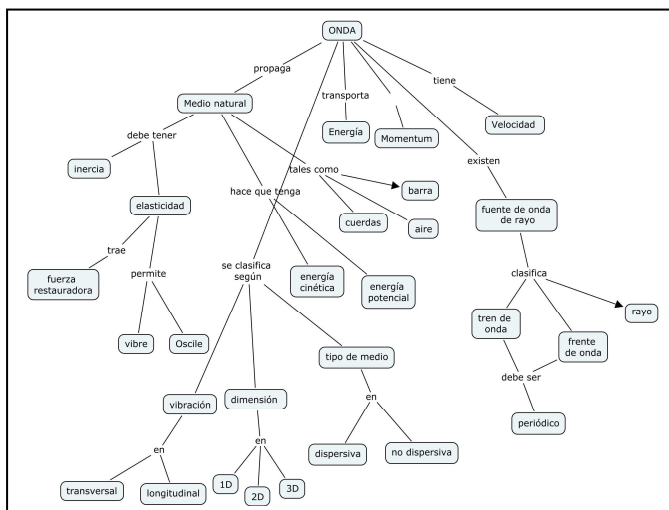 ONDA
propaga
tiene
transporta
Medio natural
Energía
Momentum
Velocidad
debe tener
existen
inercia
tales como
barra
hace que tenga
elasticidad
cuerdas
aire
fuente de onda
de rayo
trae
se clasifica
según
fuerza
restauradora
permite
energía
cinética
energía
potencial
clasifica
rayo
tren de
onda
vibre
Oscile
tipo de medio
frente
de onda
debe ser
vibración
dimensión
en
periódico
en
en
dispersiva
no dispersiva
transversal
longitudinal
1D
2D
3D